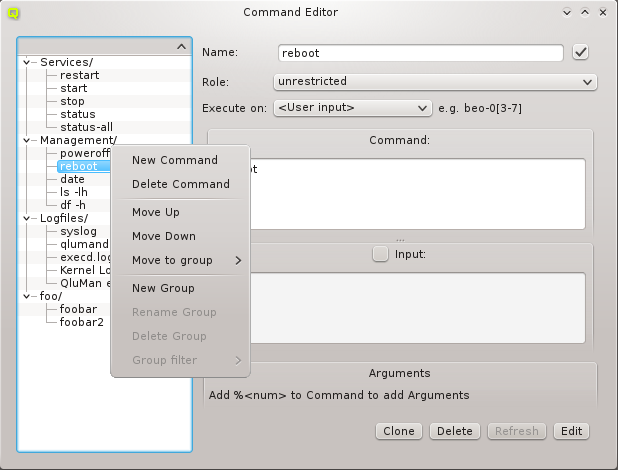 Command Editor
Services/
restart
start
stop
status
status-all
Management/
poweroff
reboot
date
ls -lh
df -h
Logfiles/
syslog
qlumand
execd.log
Kernel
QluMan
foo/
foobar
foobar2
New Command
Delete Command
Move Up
Move Down
Move to group
New Group
Rename Group
Delete Group
Group filter
Name:
reboot
Role:
unrestricted
Execute on:
<User input>
e.g. beo-0[3-7]
Command:
...
Input:
Arguments
Add %<num> to Command to add Arguments
Clone
Delete
Refresh
Edit